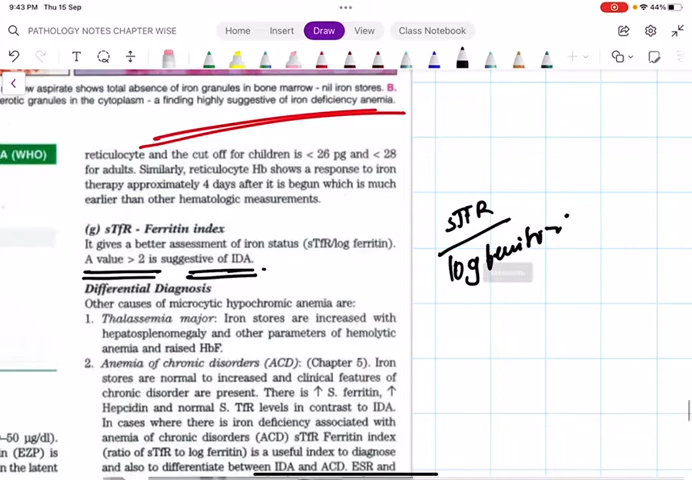 9:43 PM Thu 15 Sep
44%
PATHOLOGY NOTES CHAPTER WISE
Home Insert Draw View Class Notebook
ow aspirate shows total absence of iron granules in bone marrow - nil iron stores. B.
erotic granules in the cytoplasm - a finding highly suggestive of iron deficiency anemia.
A (WHO)
reticulocyte and the cut off for children is < 26 pg and < 28
for adults. Similarly, reticulocyte Hb shows a response to iron
therapy approximately 4 days after it is begun which is much
earlier than other hematologic measurements.
(g) sTfR - Ferritin index
It gives a better assessment of iron status (sTfR/log ferritin).
A value > 2 is suggestive of IDA.
Differential Diagnosis
Other causes of microcytic hypochromic anemia are:
1. Thalassemia major: Iron stores are increased with
hepatosplenomegaly and other parameters of hemolytic
anemia and raised HbF.
2. Anemia of chronic disorders (ACD): (Chapter 5). Iron
stores are normal to increased and clinical features of
chronic disorder are present. There is ↑ S. ferritin, ↑
Hepcidin and normal S. TfR levels in contrast to IDA.
In cases where there is iron deficiency associated with
anemia of chronic disorders (ACD) sTfR Ferritin index
(ratio of sTfR to log ferritin) is a useful index to diagnose
and also to differentiate between IDA and ACD. ESR and
–50 µg/dl).
n (EZP) is
n the latent
sTfR
log